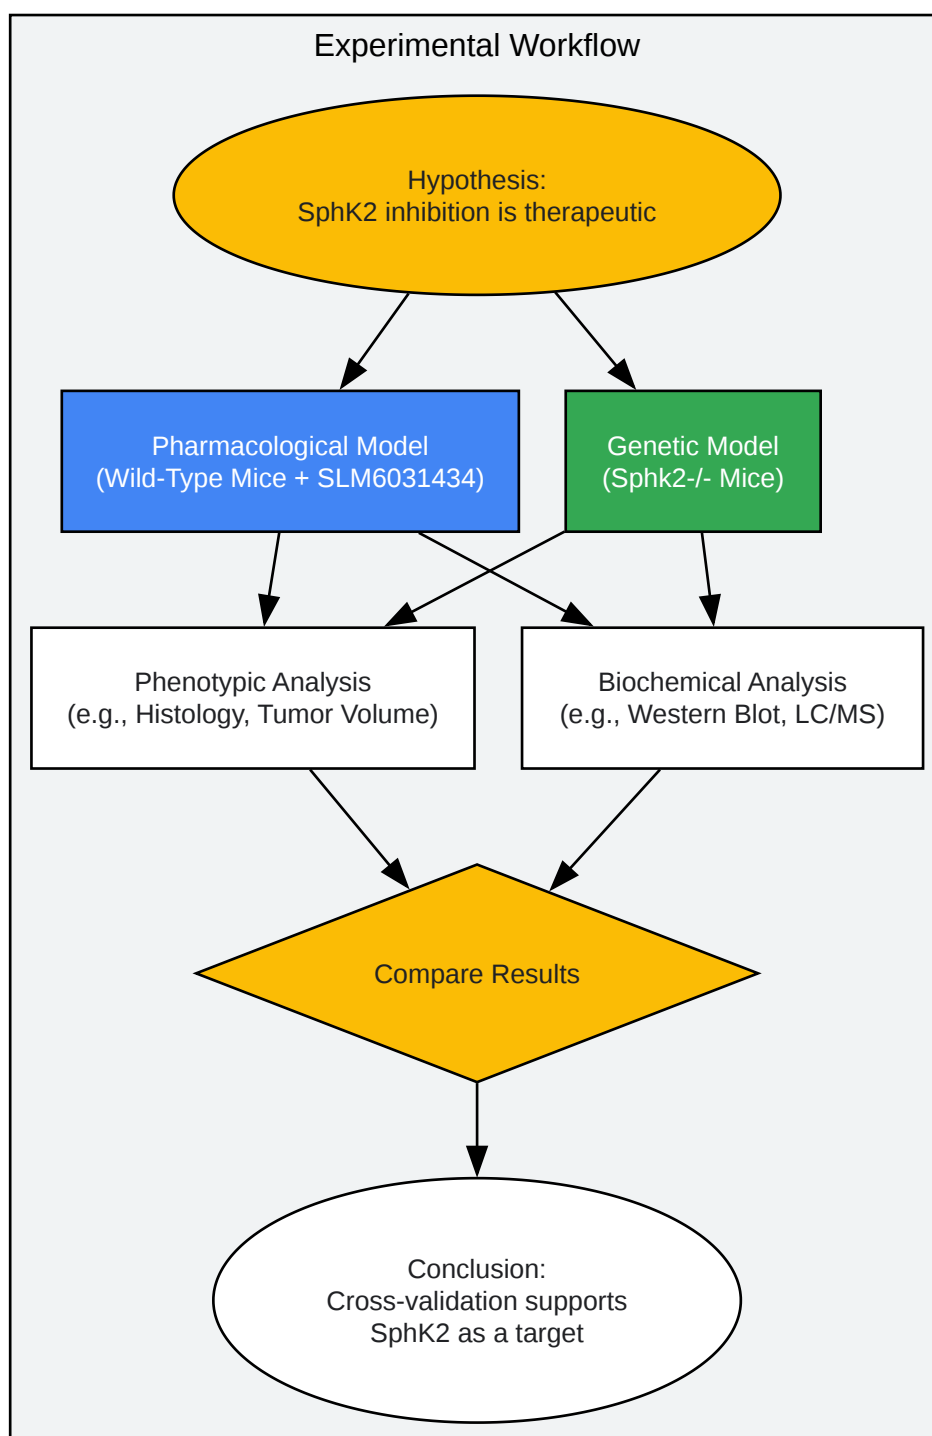 Experimental Workflow
Hypothesis:
SphK2 inhibition is therapeutic
Pharmacological Model
(Wild-Type Mice + SLM6031434)
Genetic Model
(Sphk2-/- Mice)
Phenotypic Analysis
(e.g., Histology, Tumor Volume)
Biochemical Analysis
(e.g., Western Blot, LC/MS)
Compare Results
Conclusion:
Cross-validation supports
SphK2 as a target